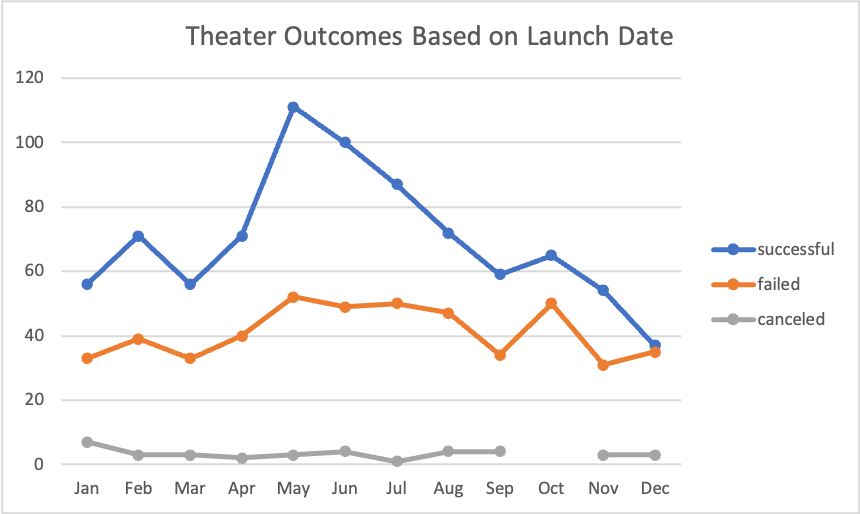 Theater Outcomes Based on Launch Date
120
100
80
60
40
20
0
Jan Feb Mar Apr May Jun Jul Aug Sep Oct Nov Dec
successful
failed
canceled